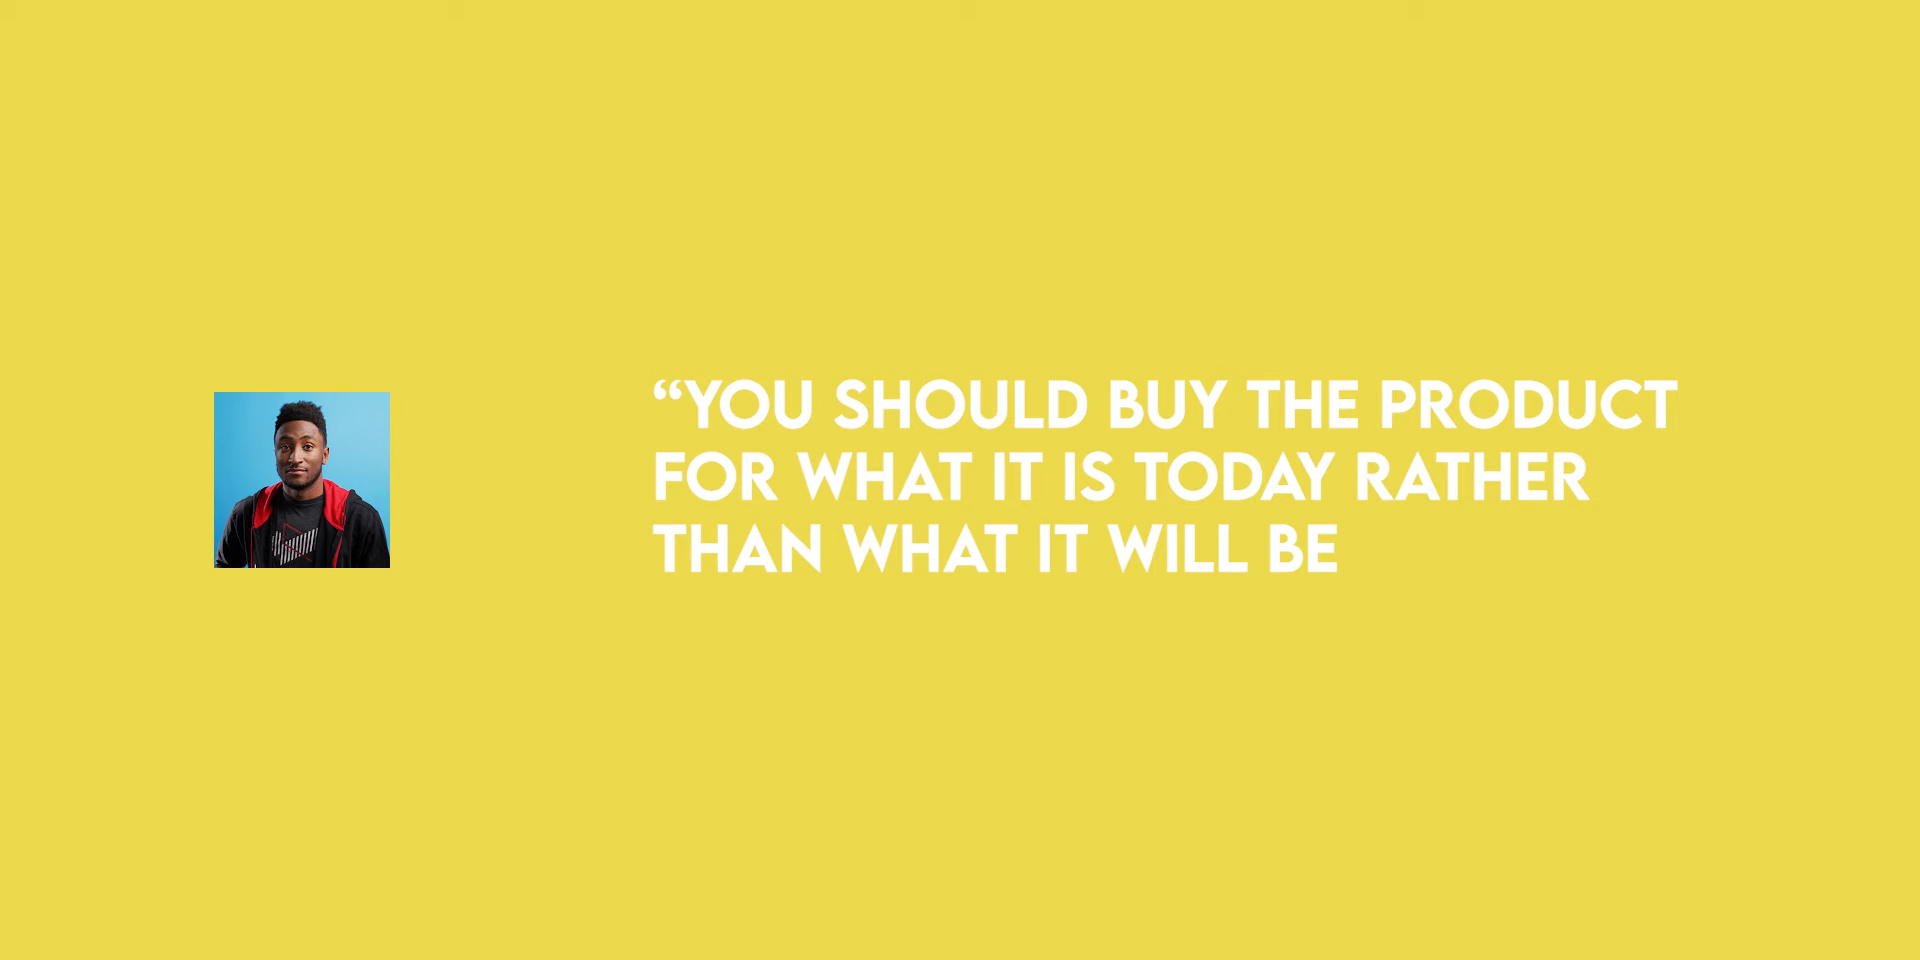 “YOU SHOULD BUY THE PRODUCT
FOR WHAT IT IS TODAY RATHER
THAN WHAT IT WILL BE